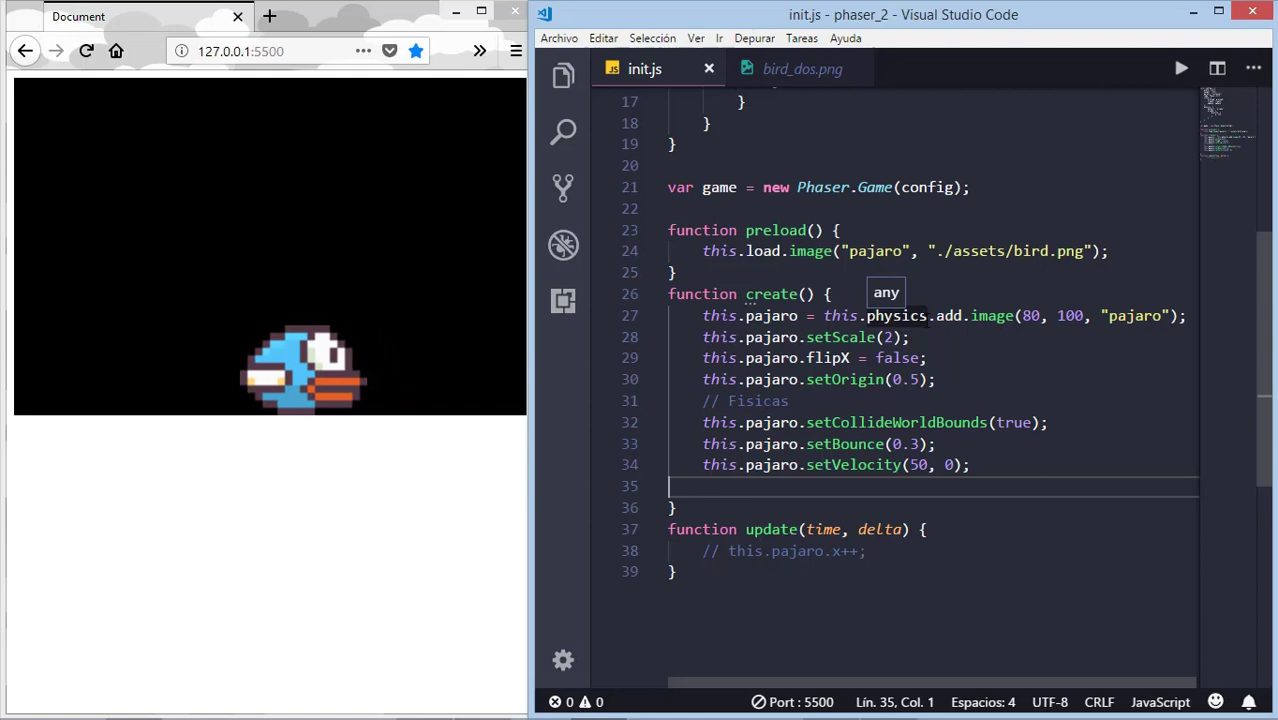 Document
127.0.0.1:5500
init.js - phaser_2 - Visual Studio Code
Archivo Editar Selección Ver Ir Depurar Tareas Ayuda
JS init.js bird_dos.png
17 }
18 }
19 }
20
21 var game = new Phaser.Game(config);
22
23 function preload() {
24 this.load.image("pajaro", "./assets/bird.png");
25 }
26 function create() {
any
27 this.pajaro = this.physics.add.image(80, 100, "pajaro");
28 this.pajaro.setScale(2);
29 this.pajaro.flipX = false;
30 this.pajaro.setOrigin(0.5);
31 // Fisicas
32 this.pajaro.setCollideWorldBounds(true);
33 this.pajaro.setBounce(0.3);
34 this.pajaro.setVelocity(50, 0);
35
36 }
37 function update(time, delta) {
38 // this.pajaro.x++;
39 }
0 0 Port : 5500 Lín. 35, Col. 1 Espacios: 4 UTF-8 CRLF JavaScript